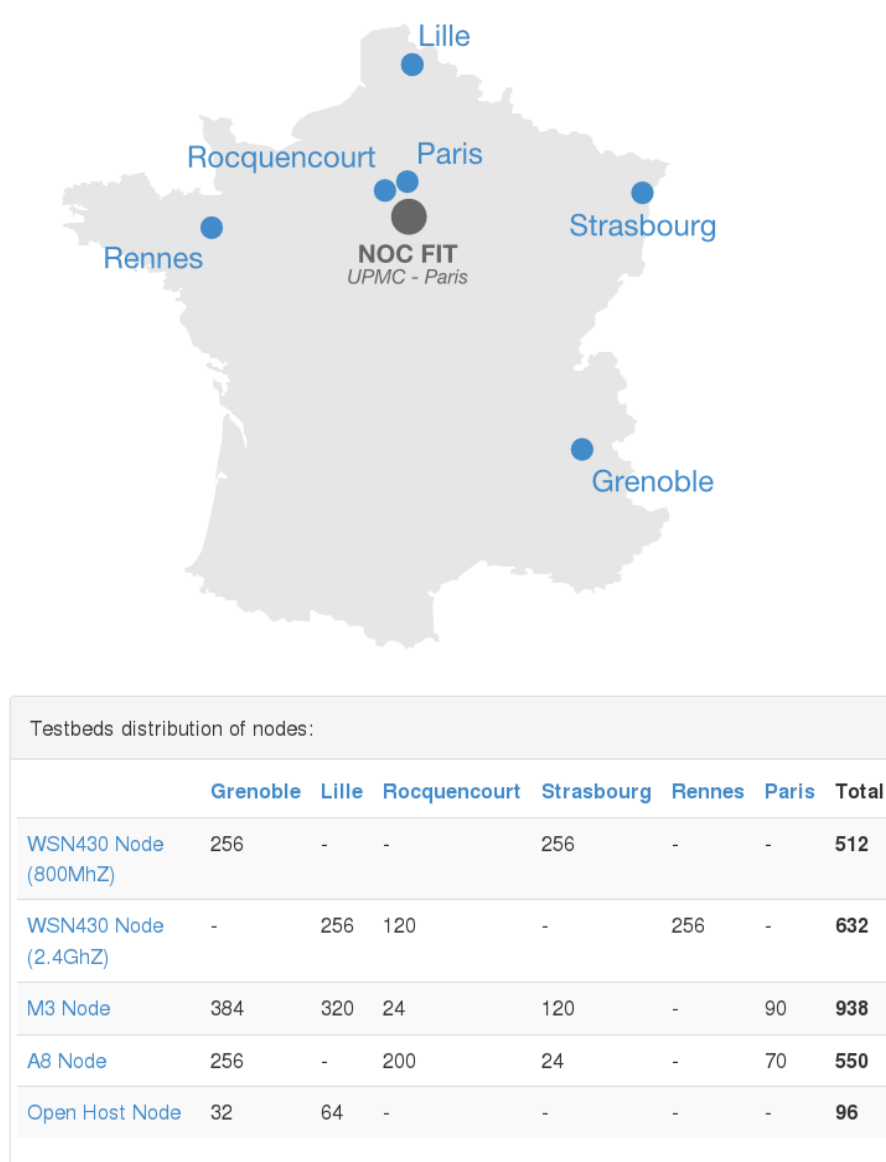 Lille
Rocquencourt Paris
Strasbourg
Rennes
NOC FIT
UPMC - Paris
Grenoble
Testbeds distribution of nodes:
Grenoble Lille Rocquencourt Strasbourg Rennes Paris Total
WSN430 Node (800MhZ) 256 - - 256 - - 512
WSN430 Node (2.4GhZ) - 256 120 - 256 - 632
M3 Node 384 320 24 120 - 90 938
A8 Node 256 - 200 24 - 70 550
Open Host Node 32 64 - - - - 96